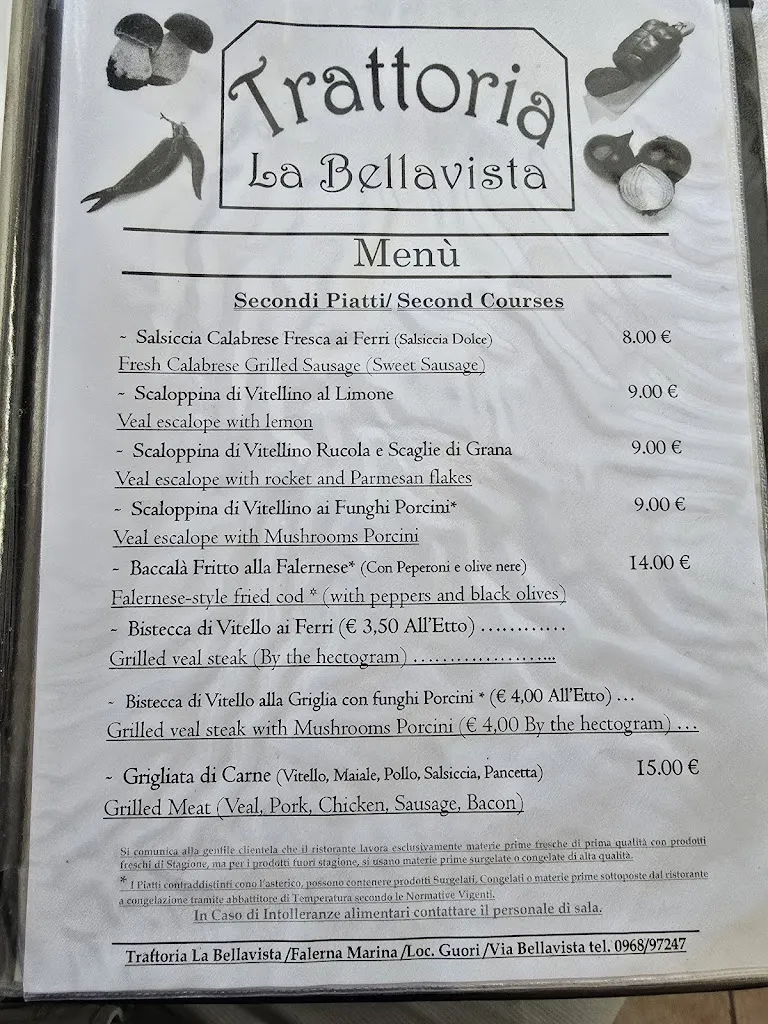 Trattoria
La Bellavista
Menù
Secondi Piatti/ Second Courses
~ Salsiccia Calabrese Fresca ai Ferri (Salsiccia Dolce) 8.00 €
Fresh Calabrese Grilled Sausage (Sweet Sausage)
~ Scaloppina di Vitellino al Limone 9.00 €
Veal escalope with lemon
~ Scaloppina di Vitellino Rucola e Scaglie di Grana 9.00 €
Veal escalope with rocket and Parmesan flakes
~ Scaloppina di Vitellino ai Funghi Porcini* 9.00 €
Veal escalope with Mushrooms Porcini
~ Baccalà Fritto alla Falernese* (Con Peperoni e olive nere) 14.00 €
Falernese-style fried cod * (with peppers and black olives)
~ Bistecca di Vitello ai Ferri (€ 3,50 All'Etto) …………
Grilled veal steak (By the hectogram) ………………...
~ Bistecca di Vitello alla Griglia con funghi Porcini * (€ 4,00 All'Etto) …
Grilled veal steak with Mushrooms Porcini (€ 4,00 By the hectogram) …
~ Grigliata di Carne (Vitello, Maiale, Pollo, Salsiccia, Pancetta) 15.00 €
Grilled Meat (Veal, Pork, Chicken, Sausage, Bacon)
Si comunica alla gentile clientela che il ristorante lavora esclusivamente materie prime fresche di prima qualità con prodotti
freschi di Stagione, ma per i prodotti fuori stagione, si usano materie prime surgelate o congelate di alta qualità.
* I Piatti contraddistinti cono l'asterico, possono contenere prodotti Surgelati, Congelati o materie prime sottoposte dal ristorante
a congelazione tramite abbattitore di Temperatura secondo le Normative Vigenti.
In Caso di Intolleranze alimentari contattare il personale di sala.
Trattoria La Bellavista /Falerna Marina /Loc. Guori /Via Bellavista tel. 0968/97247